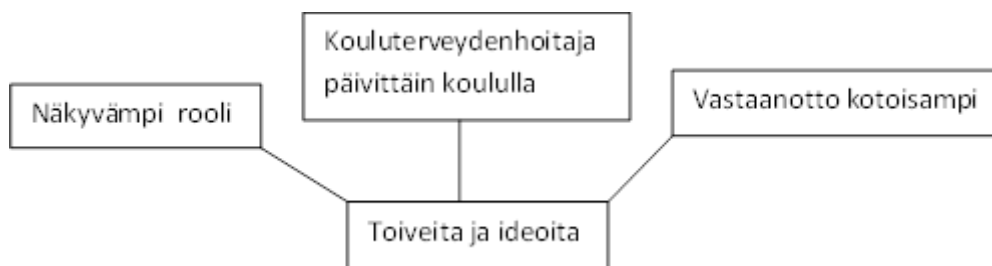 Kouluterveydenhoitaja
päivittäin koululla
Näkyvämpi rooli
Vastaanotto kotoisampi
Toiveita ja ideoita